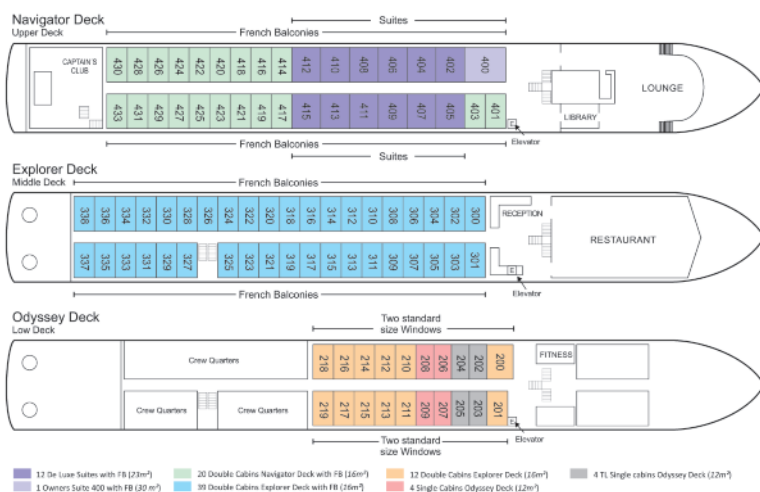 Navigator Deck
Upper Deck
Suites
French Balconies
CAPTAIN'S
CLUB
430 428 426 424 422 420 418 416 414 412 410 408 406 404 402 400
433 431 429 427 425 423 421 419 417 415 413 411 409 407 405 403 401
LOUNGE
LIBRARY
E
Elevator
Suites
Explorer Deck
Middle Deck
French Balconies
338 336 334 332 330 328 326 324 322 320 318 316 314 312 310 308 306 304 302 300
RECEPTION
RESTAURANT
337 335 333 331 329 327 325 323 321 319 317 315 313 311 309 307 305 303 301
E
Elevator
French Balconies
Odyssey Deck
Low Deck
Two standard
size Windows
Crew Quarters
218 216 214 212 210 208 206 204 202 200
FITNESS
Crew Quarters Crew Quarters
219 217 215 213 211 209 207 205 203 201
E
Elevator
Two standard
size Windows
12 De Luxe Suites with FB (23m²)
20 Double Cabins Navigator Deck with FB (16m²)
12 Double Cabins Explorer Deck (16m²)
4 TL Single cabins Odyssey Deck (12m²)
1 Owners Suite 400 with FB (30 m²)
39 Double Cabins Explorer Deck with FB (16m²)
4 Single Cabins Odyssey Deck (12m²)